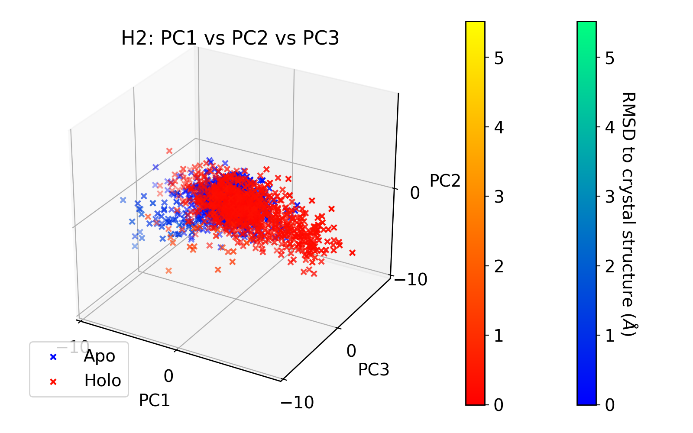 H2: PC1 vs PC2 vs PC3
0
PC2
−10
0
PC3
−10
0
−10
PC1
Apo
Holo
5
4
3
2
1
0
5
4
3
2
1
0
RMSD to crystal structure (Å)